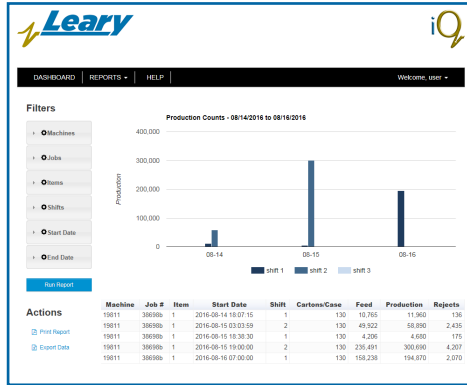 Leary
iQ
DASHBOARD REPORTS HELP Welcome, user
Filters
Machines
Jobs
Items
Shifts
Start Date
End Date
Run Report
Actions
Print Report
Export Data
Production Counts - 08/14/2016 to 08/16/2016
400,000
300,000
200,000
100,000
0
Production
08-14 08-15 08-16
shift 1 shift 2 shift 3
Machine Job # Item Start Date Shift Cartons/Case Feed Production Rejects
19811 38698b 1 2016-08-14 18:07:15 1 130 10,765 11,960 136
19811 38698b 1 2016-08-15 03:03:59 2 130 49,922 58,890 2,435
19811 38698b 1 2016-08-15 18:38:30 1 130 4,206 4,680 175
19811 38698b 1 2016-08-15 19:00:00 2 130 235,491 300,690 4,207
19811 38698b 1 2016-08-16 07:00:00 1 130 158,238 194,870 2,070